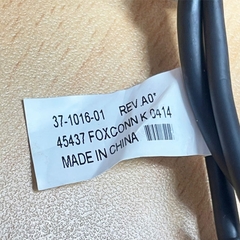 37-1016-01 REV A0*
45437 FOXCONN K 0414
MADE IN CHINA